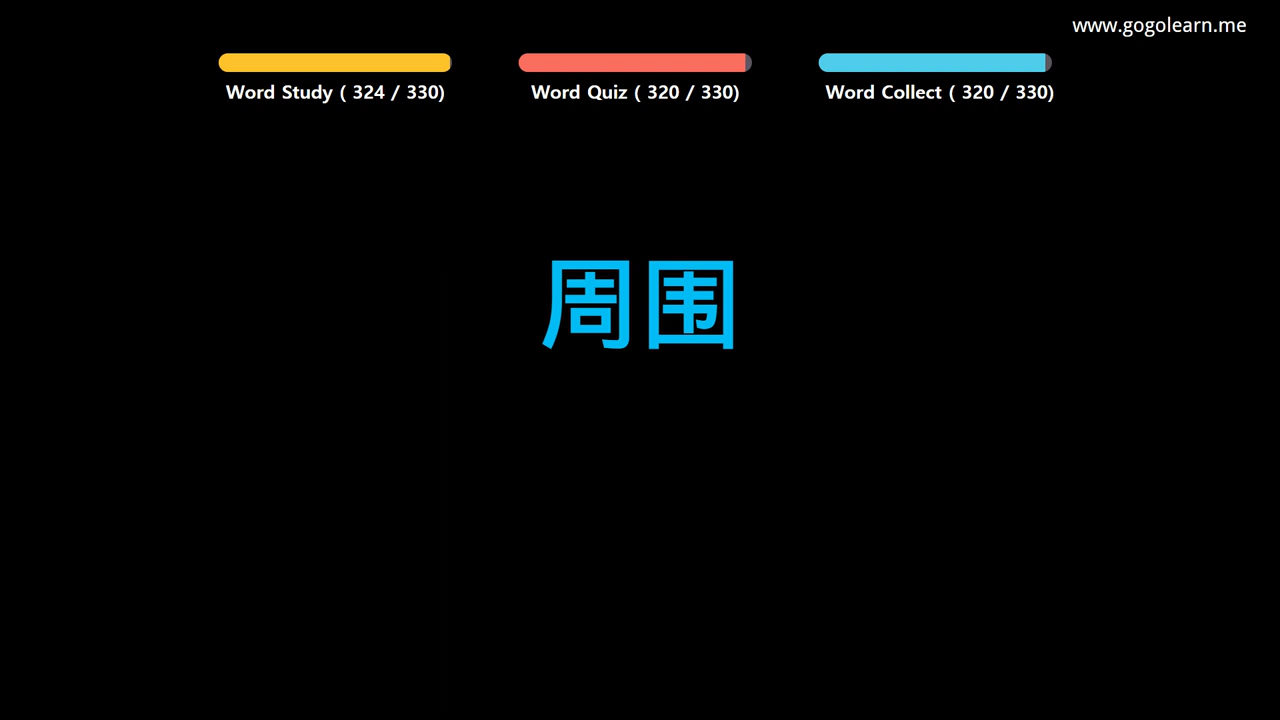 www.gogolearn.me
Word Study ( 324 / 330)
Word Quiz ( 320 / 330)
Word Collect ( 320 / 330)
周围